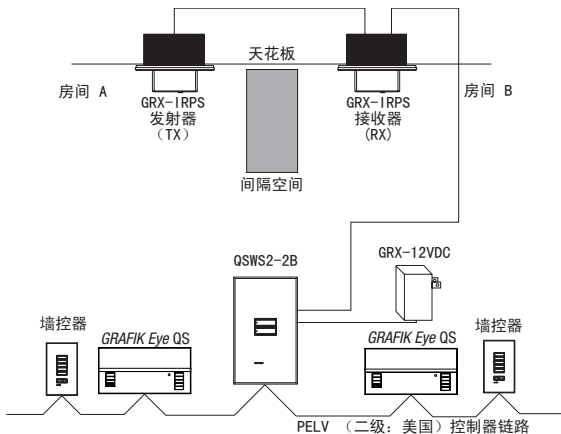 天花板
房间 A
GRX-IRPS
发射器
（TX）
GRX-IRPS
接收器
(RX)
房间 B
间隔空间
QSWS2-2B
GRX-12VDC
墙控器
GRAFIK Eye QS
GRAFIK Eye QS
墙控器
PELV （二级：美国）控制器链路